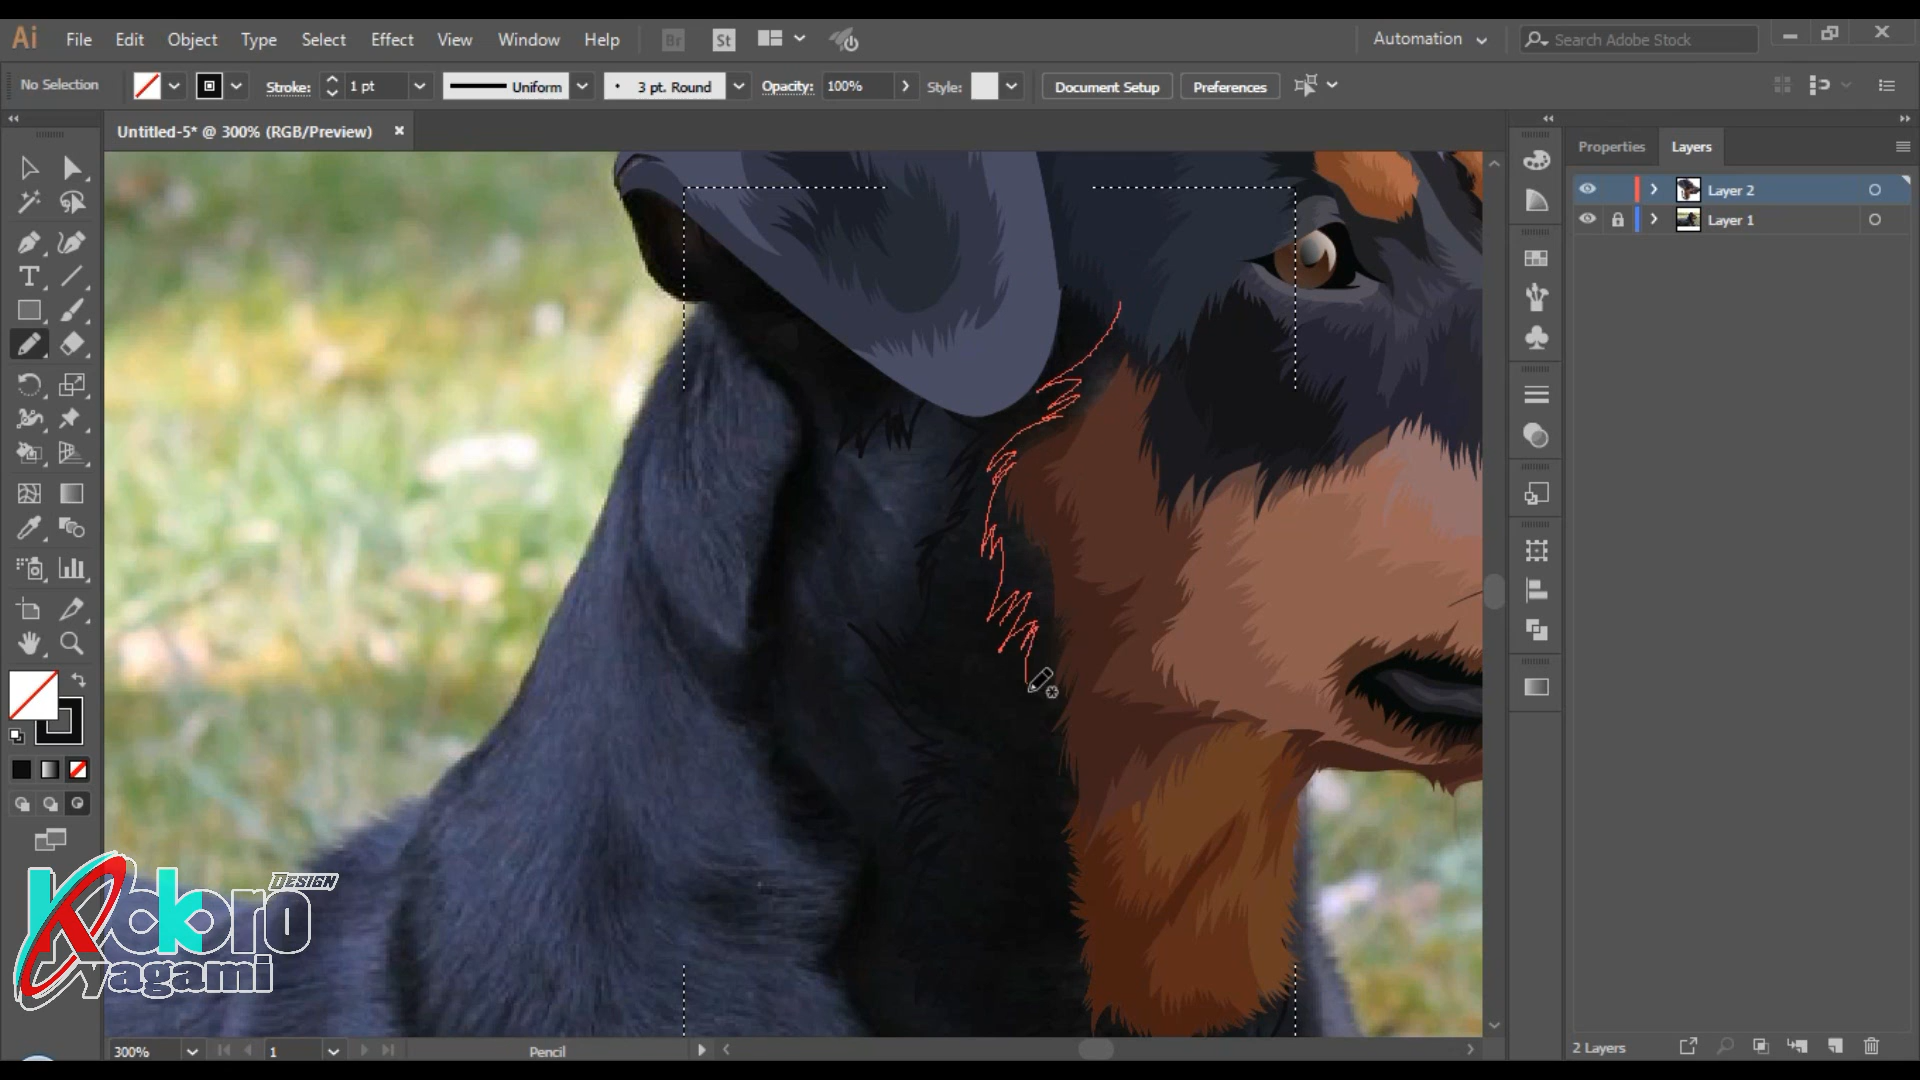 Ai File Edit Object Type Select Effect View Window Help Br St Automation Search Adobe Stock
No Selection Stroke: 1 pt Uniform 3 pt. Round Opacity: 100% Style: Document Setup Preferences
Untitled-5* @ 300% (RGB/Preview)
Properties Layers
Layer 2
Layer 1
T
DESIGN
Kokoro
yagami
300% 1 Pencil
2 Layers